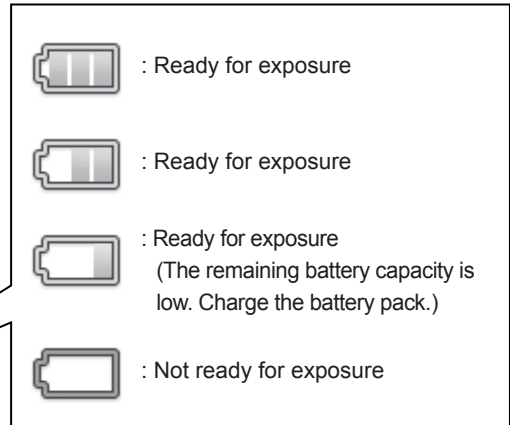 : Ready for exposure
: Ready for exposure
: Ready for exposure
(The remaining battery capacity is
low. Charge the battery pack.)
: Not ready for exposure